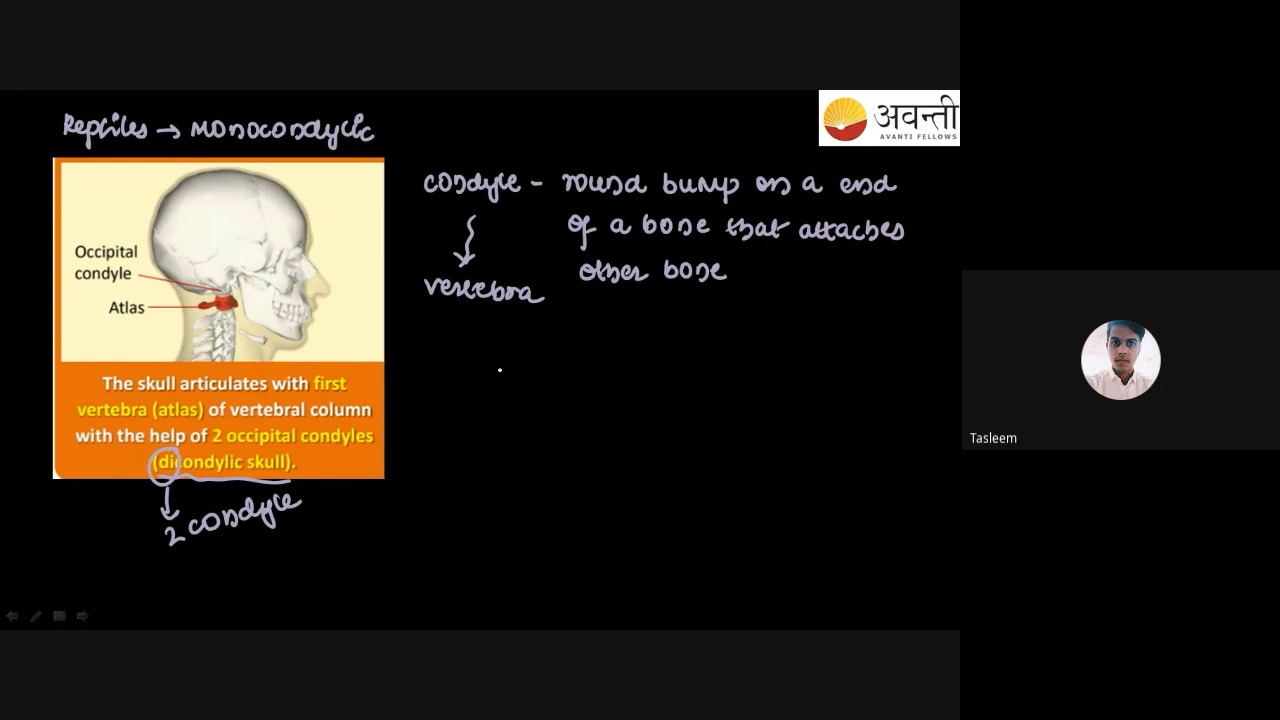 Reptiles → Monocondylic
अवन्ती
AVANTI FELLOWS
Occipital
condyle
Atlas
The skull articulates with first
vertebra (atlas) of vertebral column
with the help of 2 occipital condyles
(dicondylic skull).
2 condyle
condyle - round bump on a end
of a bone that attaches
other bone
vertebra
Tasleem